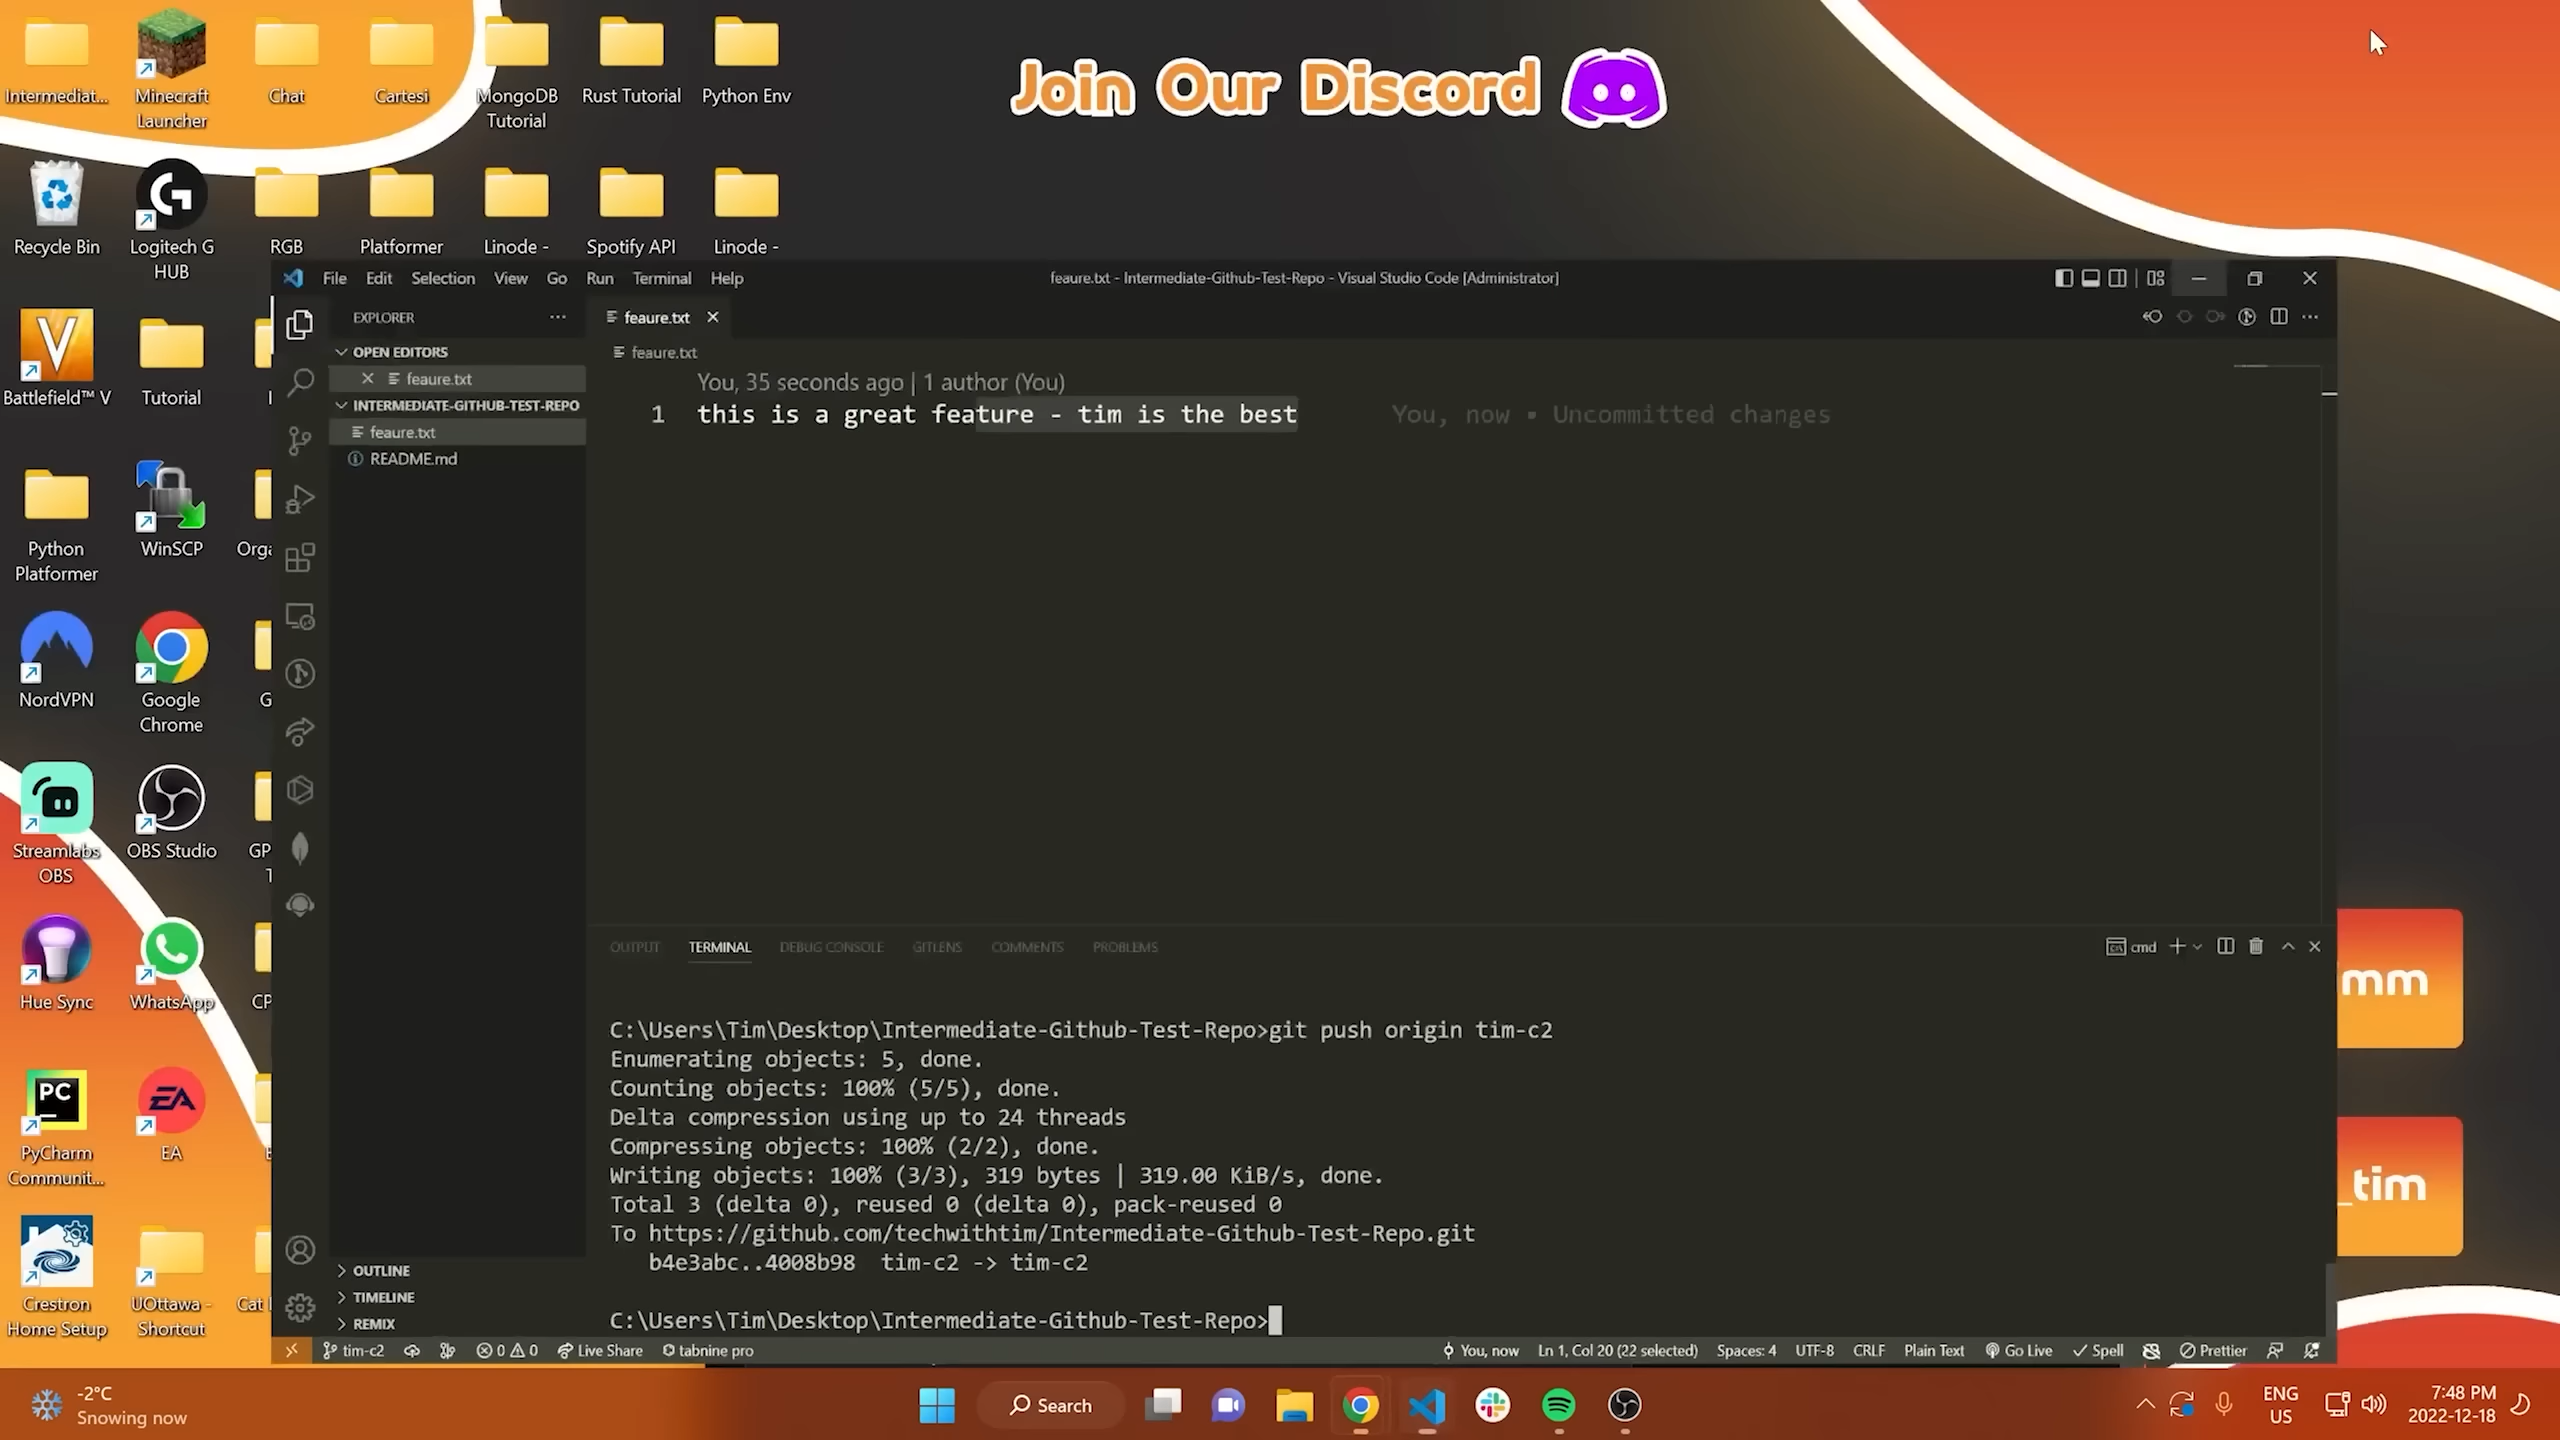 Join Our Discord
Intermediat...
Minecraft Launcher
Chat
Cartesi
MongoDB Tutorial
Rust Tutorial
Python Env
Recycle Bin
Logitech G HUB
RGB
Platformer
Linode -
Spotify API
Linode -
Battlefield™ V
Tutorial
Python Platformer
WinSCP
Orga
NordVPN
Google Chrome
G
Streamlabs OBS
OBS Studio
GP
T
Hue Sync
WhatsApp
CP
PC
PyCharm Communit...
EA
EA
Crestron Home Setup
UOttawa - Shortcut
Cat
File Edit Selection View Go Run Terminal Help
feaure.txt - Intermediate-Github-Test-Repo - Visual Studio Code [Administrator]
EXPLORER
OPEN EDITORS
feaure.txt
INTERMEDIATE-GITHUB-TEST-REPO
feaure.txt
README.md
OUTLINE
TIMELINE
REMIX
feaure.txt
feaure.txt
You, 35 seconds ago | 1 author (You)
1 this is a great feature - tim is the best You, now • Uncommitted changes
OUTPUT TERMINAL DEBUG CONSOLE GITLENS COMMENTS PROBLEMS
cmd
C:\Users\Tim\Desktop\Intermediate-Github-Test-Repo>git push origin tim-c2
Enumerating objects: 5, done.
Counting objects: 100% (5/5), done.
Delta compression using up to 24 threads
Compressing objects: 100% (2/2), done.
Writing objects: 100% (3/3), 319 bytes | 319.00 KiB/s, done.
Total 3 (delta 0), reused 0 (delta 0), pack-reused 0
To https://github.com/techwithtim/Intermediate-Github-Test-Repo.git
b4e3abc..4008b98 tim-c2 -> tim-c2
C:\Users\Tim\Desktop\Intermediate-Github-Test-Repo>
tim-c2 0 0 Live Share tabnine pro You, now Ln 1, Col 20 (22 selected) Spaces: 4 UTF-8 CRLF Plain Text Go Live Spell Prettier
mm
_tim
-2°C
Snowing now
Search
ENG
US
7:48 PM
2022-12-18